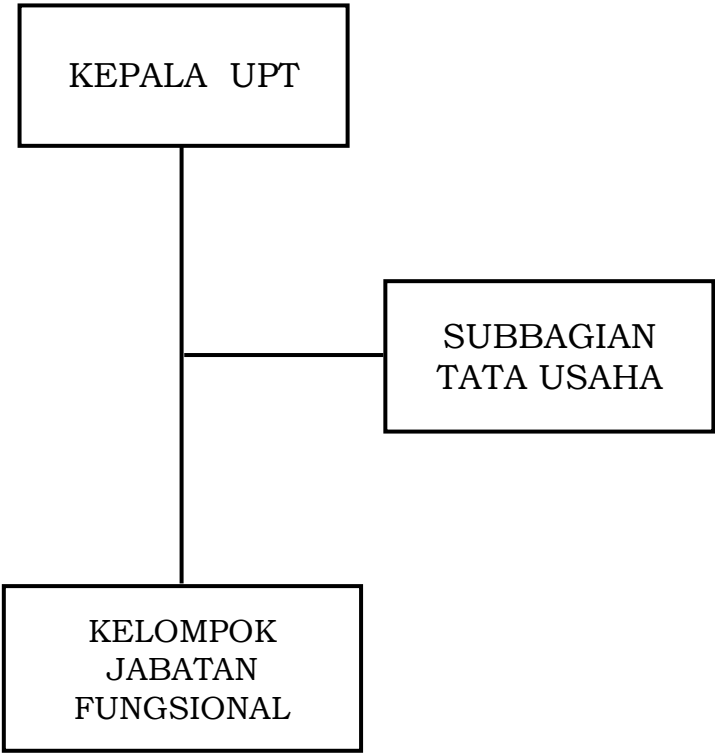 KEPALA UPT
SUBBAGIAN
TATA USAHA
KELOMPOK
JABATAN
FUNGSIONAL